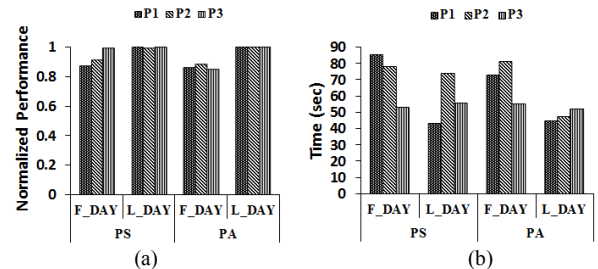 P1 P2 P3
Normalized Performance
1
0.8
0.6
0.4
0.2
0
F_DAY L_DAY F_DAY L_DAY
PS PA
(a)
P1 P2 P3
Time (sec)
90
80
70
60
50
40
30
20
10
0
F_DAY L_DAY F_DAY L_DAY
PS PA
(b)